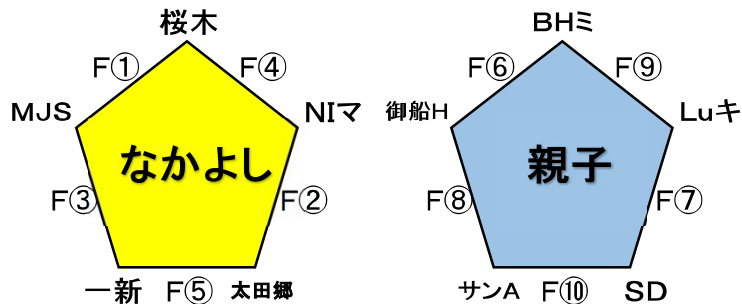 桜木
F① F④
MJS NIマ
なかよし
F③ F②
一新 F⑤ 太田郷
BHミ
F⑥ F⑨
御船H Luキ
親子
F⑧ F⑦
サンA F⑩ SD